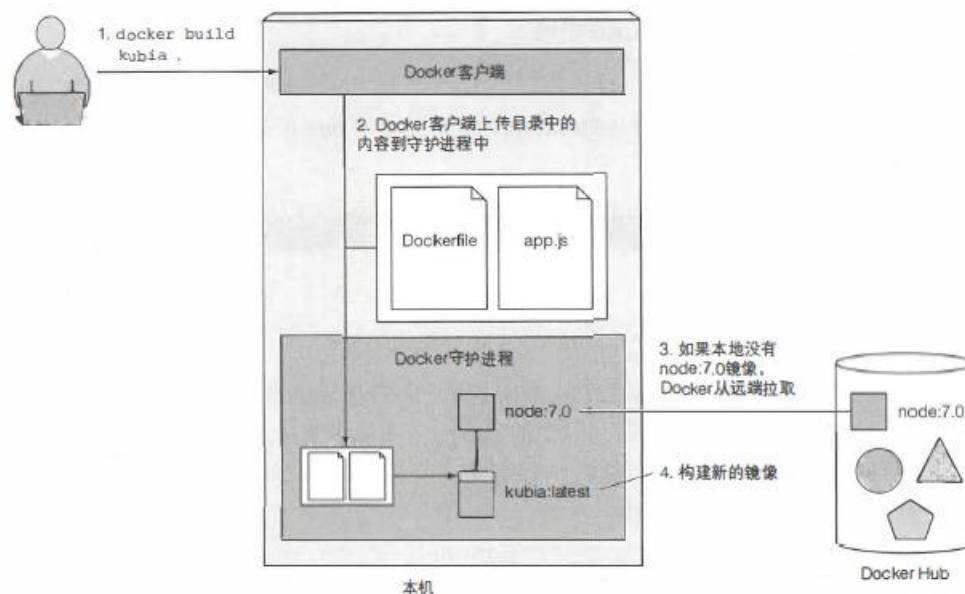 1. docker build
kubia .
Docker客户端
2. Docker客户端上传目录中的
内容到守护进程中
Dockerfile
app.js
Docker守护进程
3. 如果本地没有
node:7.0镜像，
Docker从远端拉取
node:7.0
node:7.0
4. 构建新的镜像
kubia:latest
Docker Hub
本机